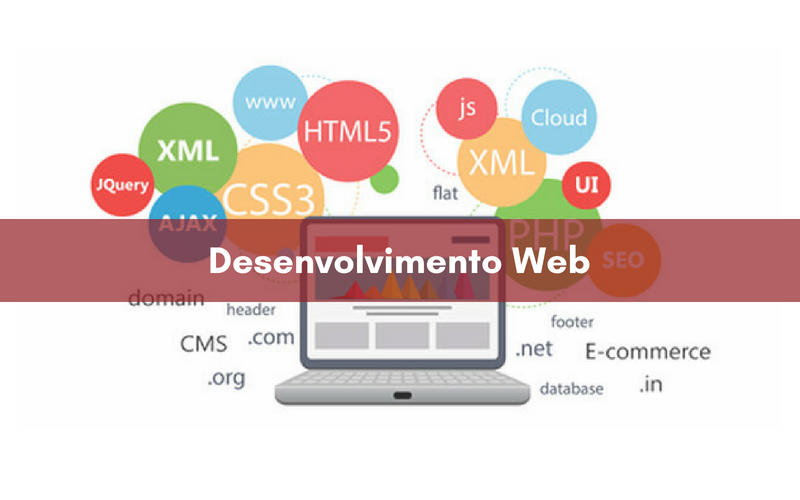 www
HTML5
XML
JQuery
CSS3
AJAX
js
Cloud
XML
UI
flat
PHP
SEO
Desenvolvimento Web
domain
header
CMS
.com
.org
footer
.net
E-commerce
database
.in